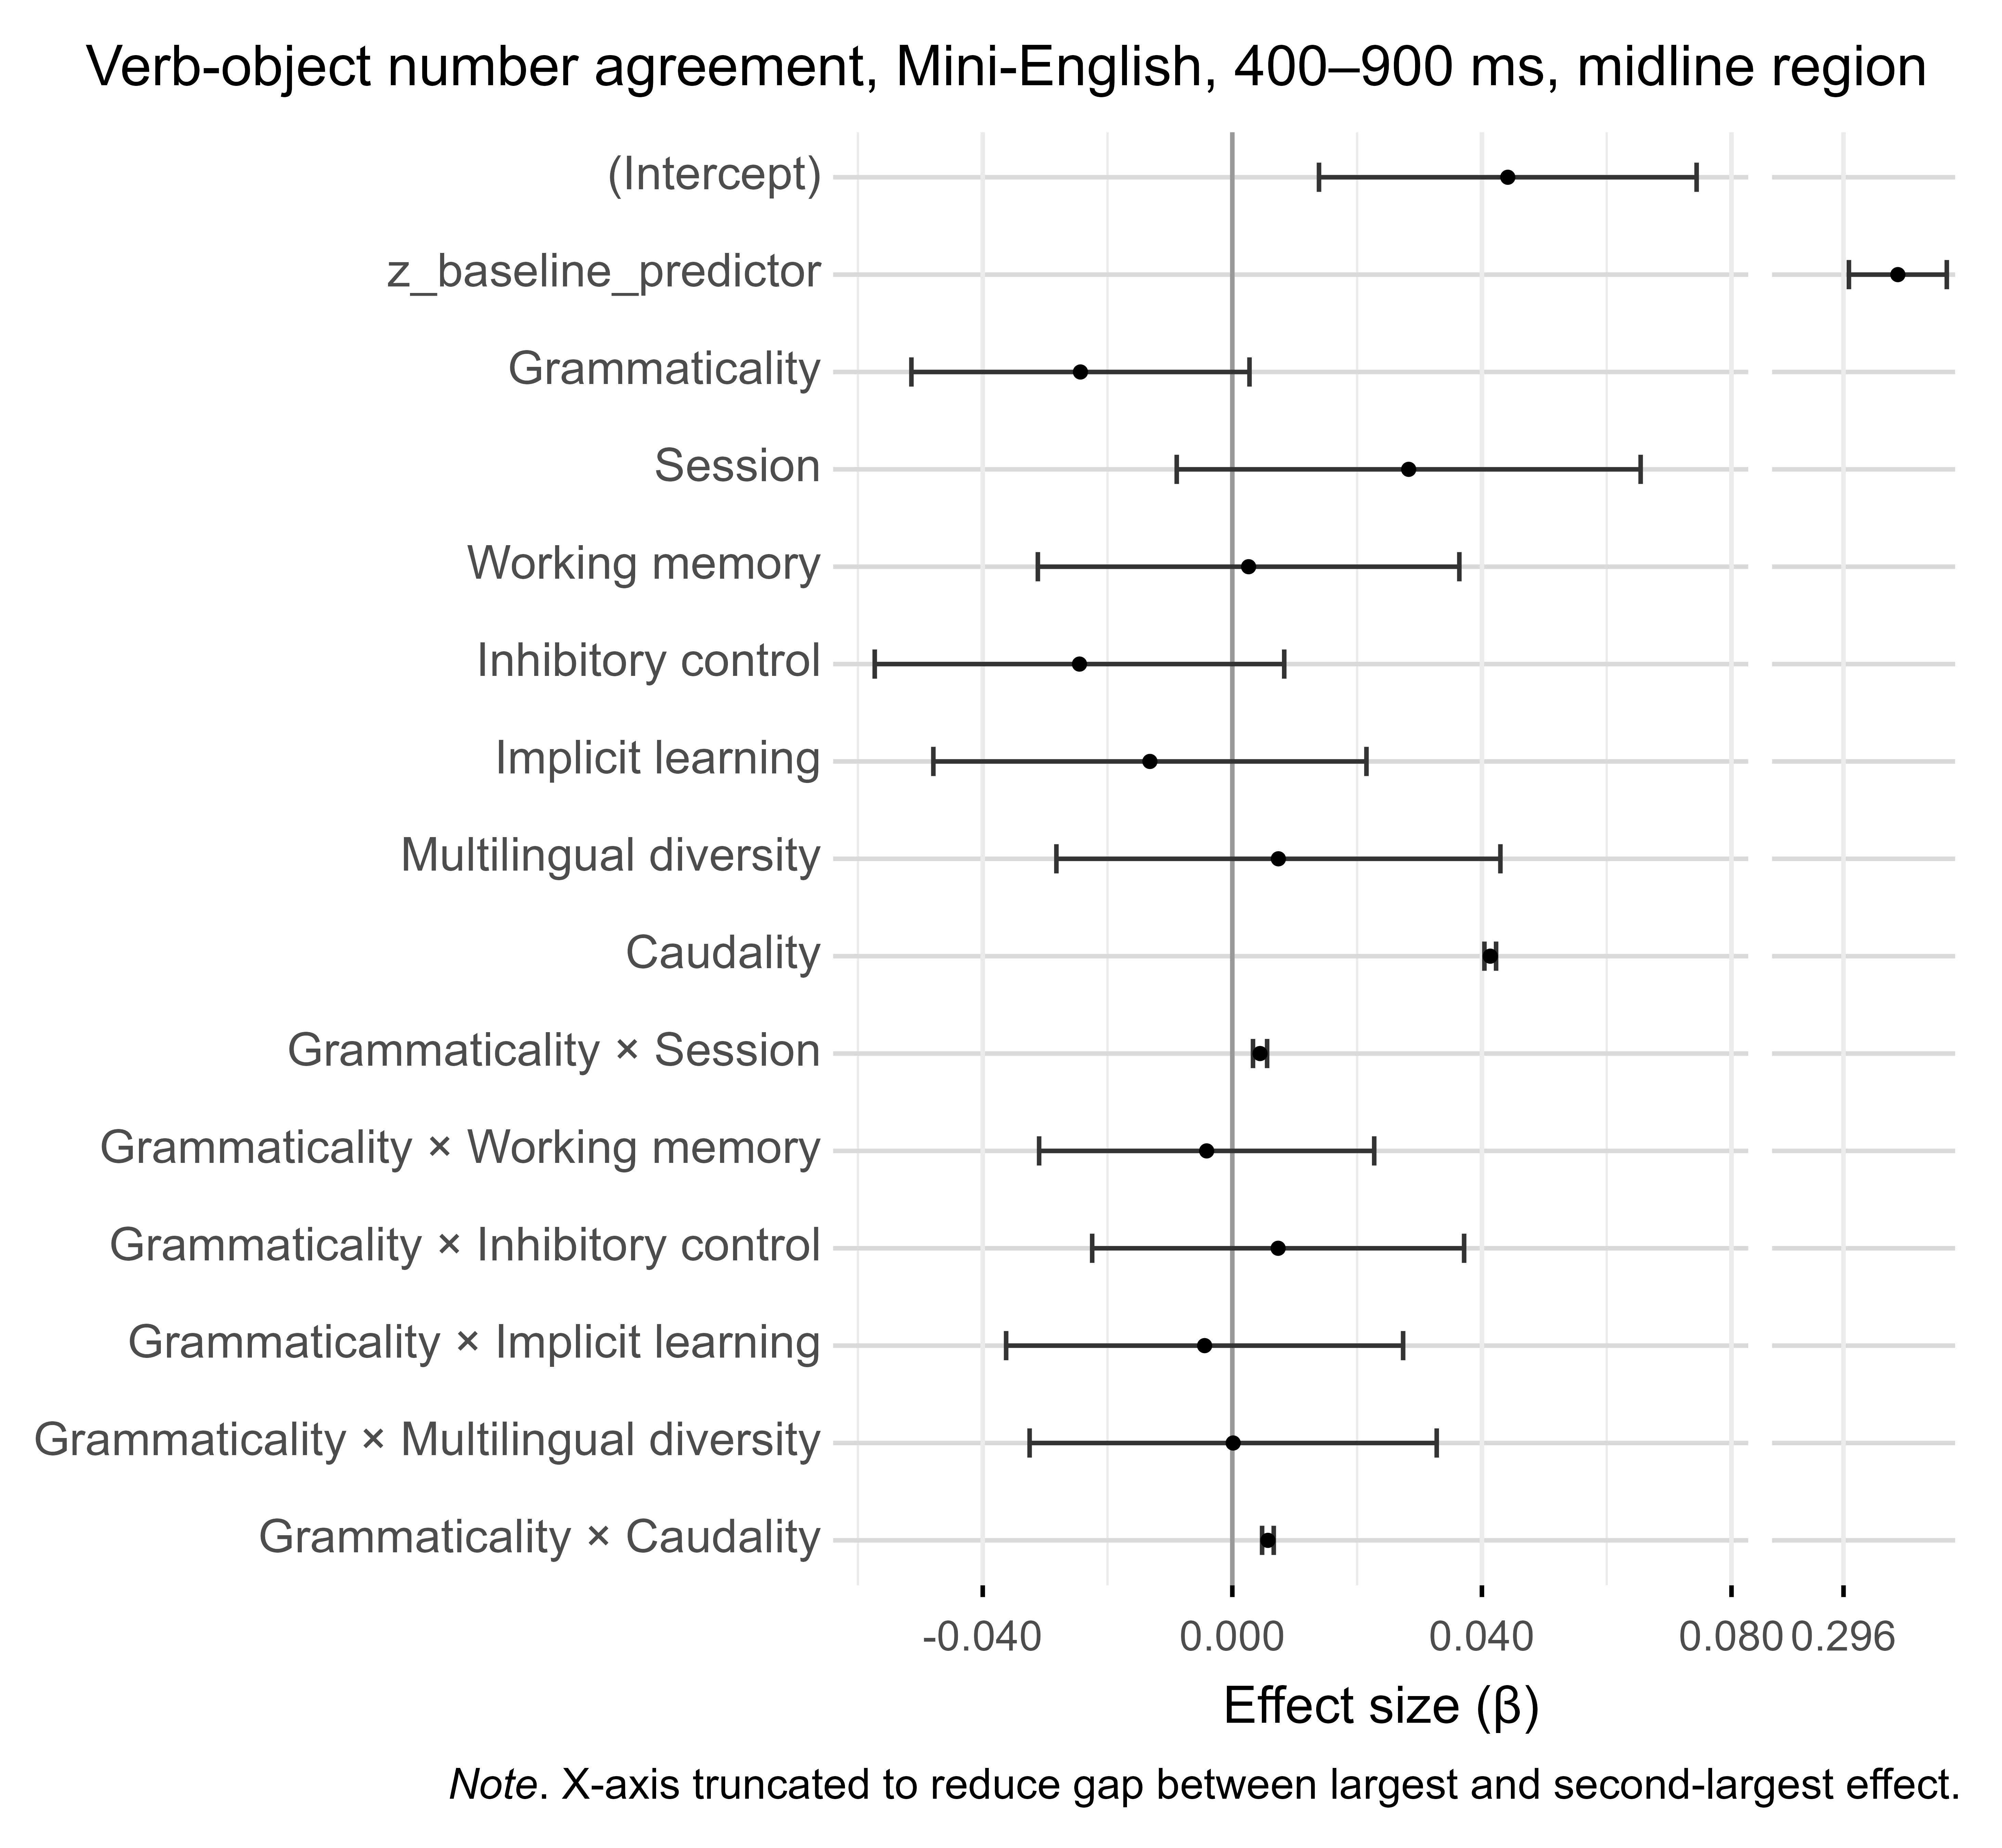 Verb-object number agreement, Mini-English, 400–900 ms, midline region
(Intercept)
z_baseline_predictor
Grammaticality
Session
Working memory
Inhibitory control
Implicit learning
Multilingual diversity
Caudality
Grammaticality × Session
Grammaticality × Working memory
Grammaticality × Inhibitory control
Grammaticality × Implicit learning
Grammaticality × Multilingual diversity
Grammaticality × Caudality
-0.040 0.000 0.040 0.080 0.296
Effect size (β)
Note. X-axis truncated to reduce gap between largest and second-largest effect.